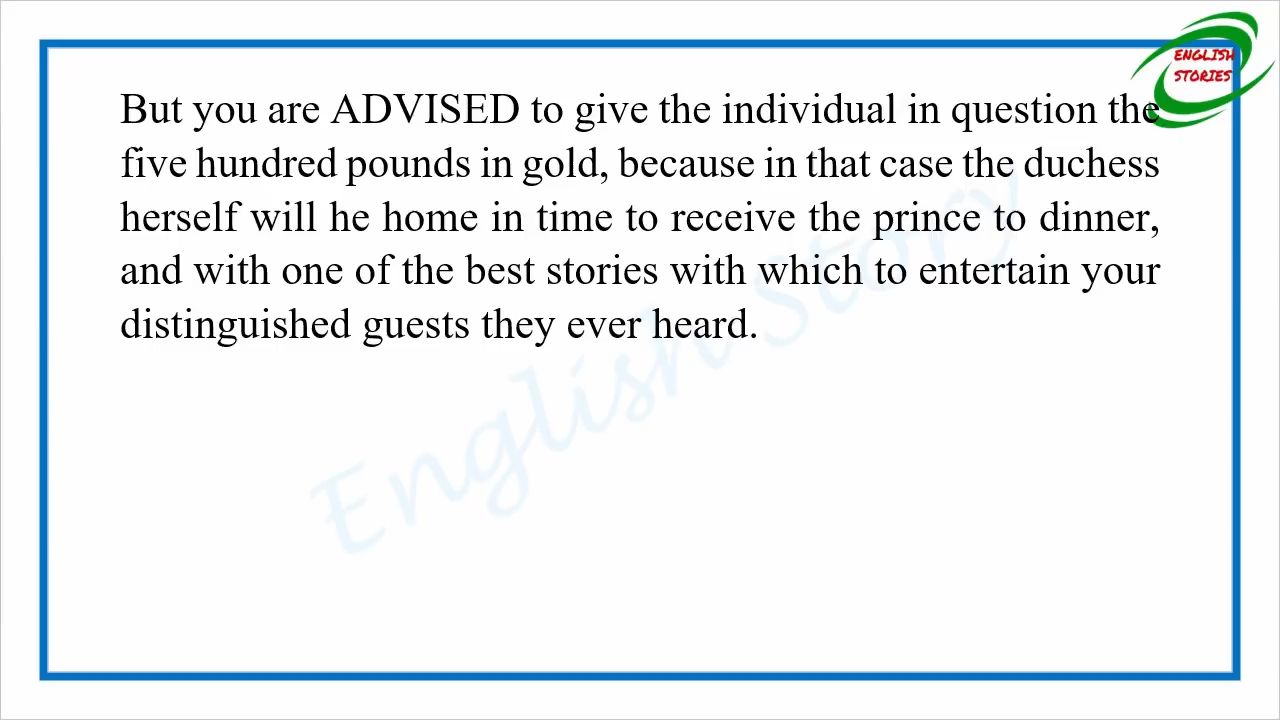 ENGLISH
STORIES
But you are ADVISED to give the individual in question the
five hundred pounds in gold, because in that case the duchess
herself will he home in time to receive the prince to dinner,
and with one of the best stories with which to entertain your
distinguished guests they ever heard.
English Story